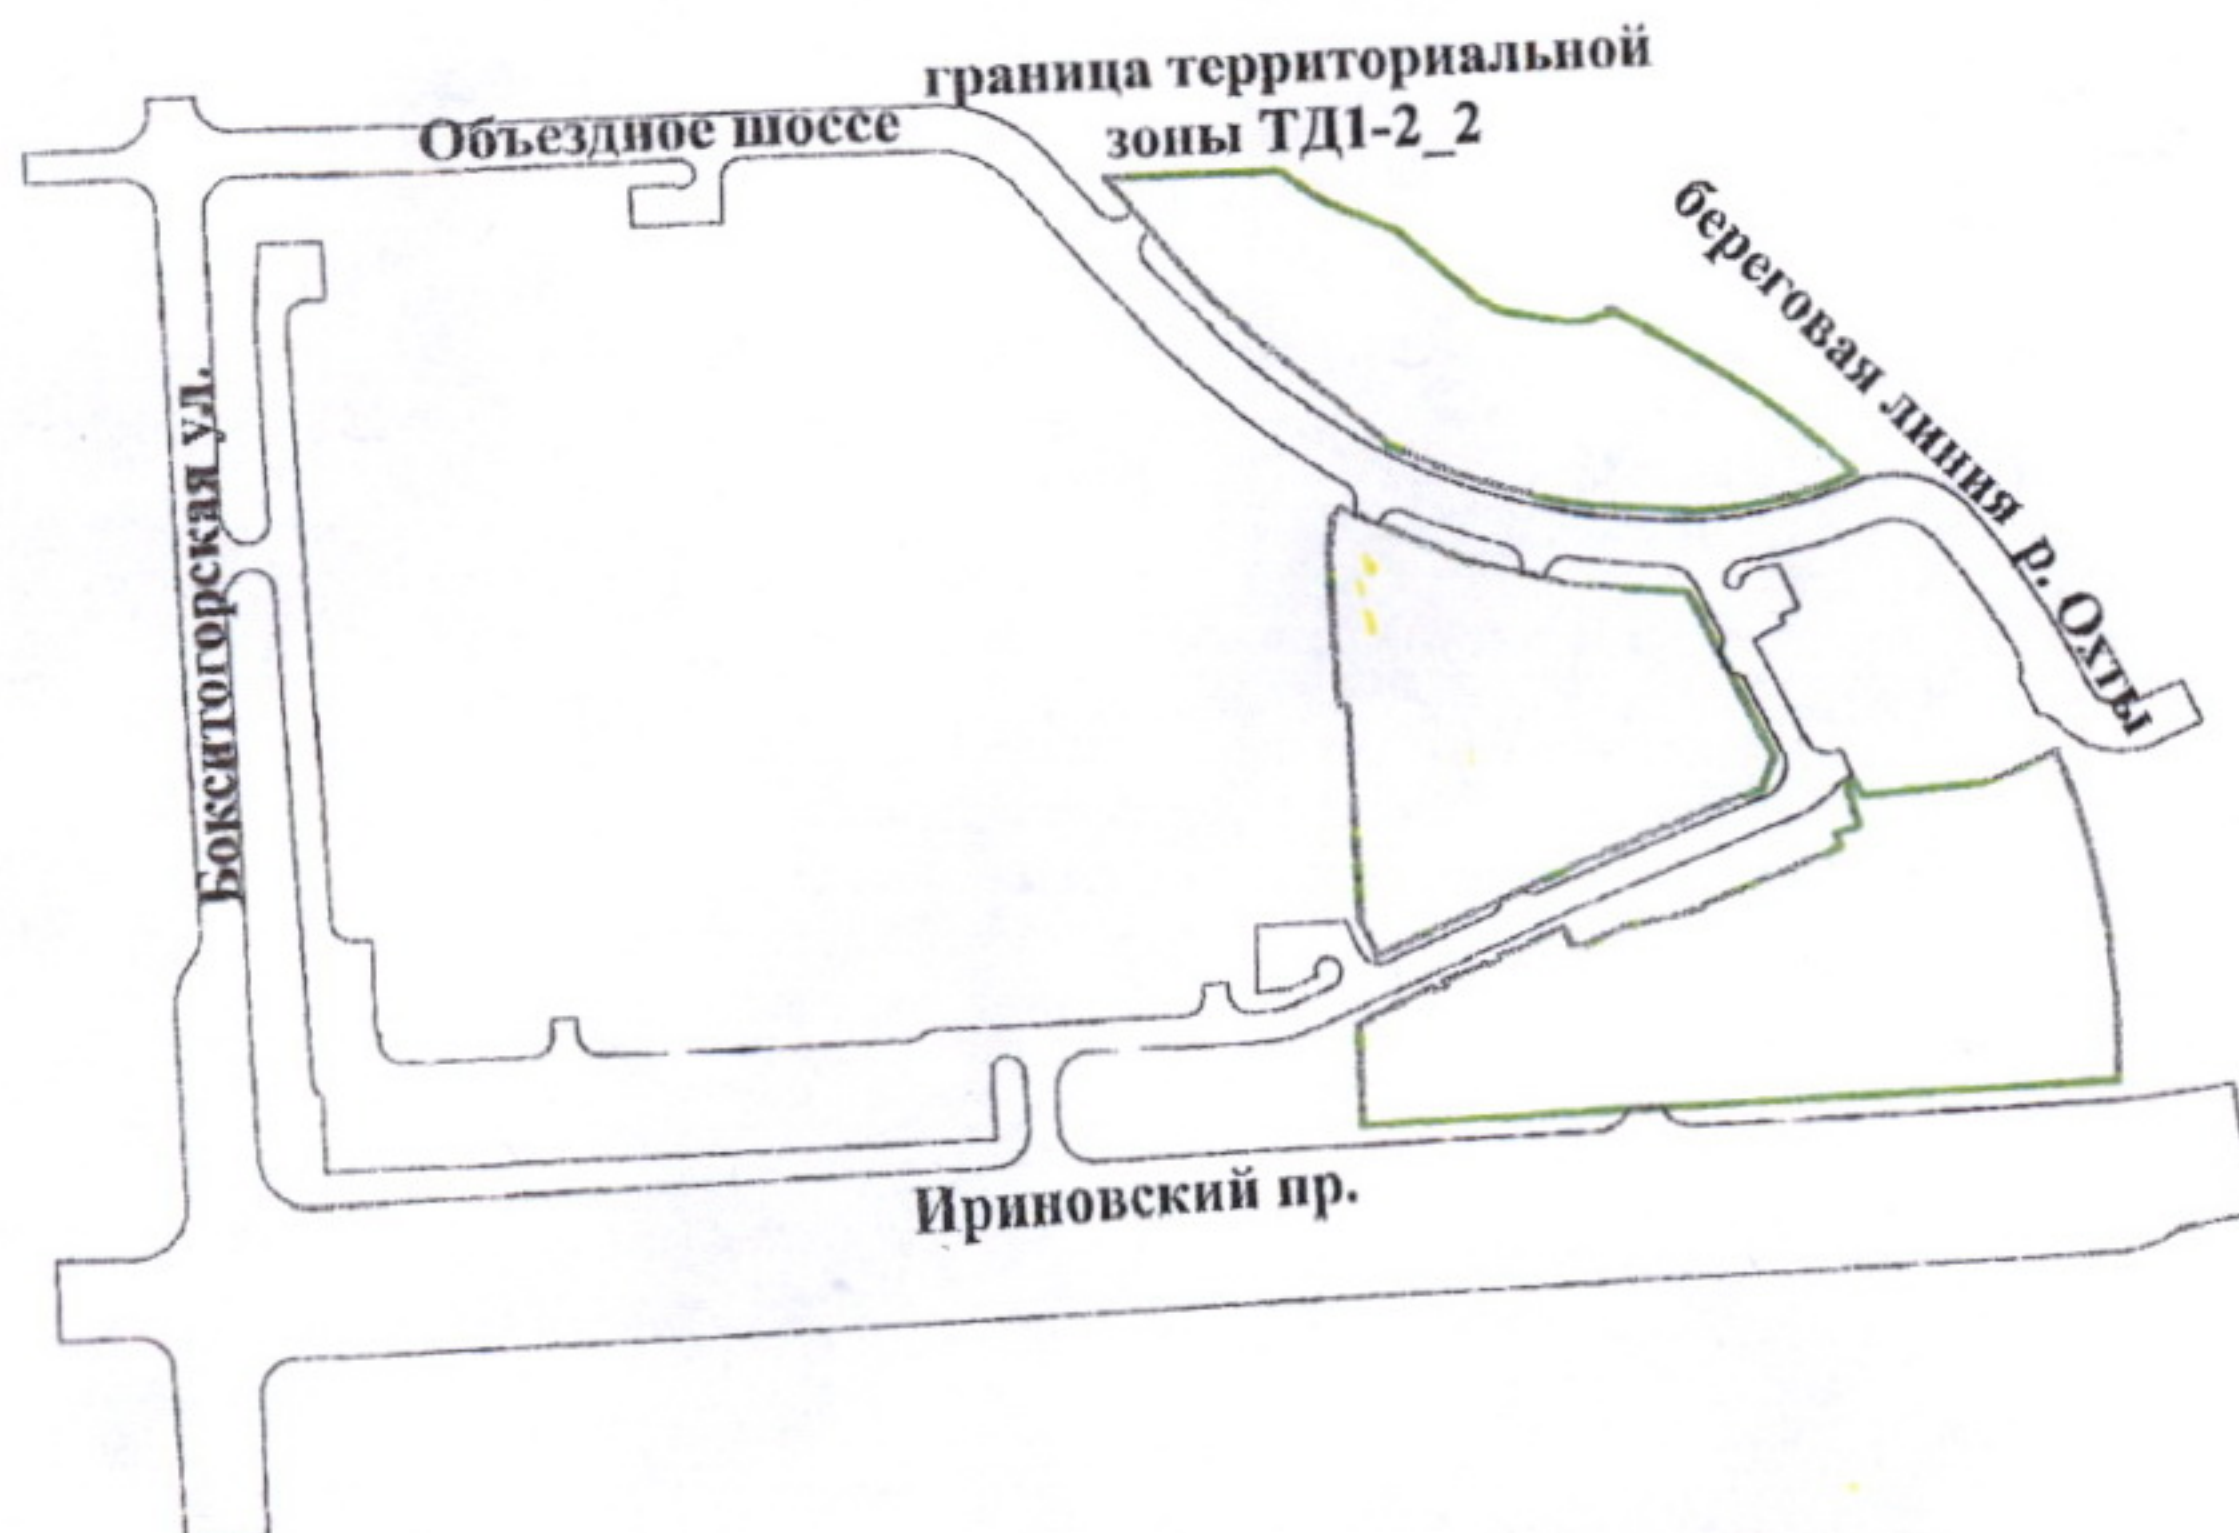 граница территориальной
зоны ТД1-2_2
Объездное шоссе
береговая линия р. Охты
Бокситогорская ул.
Ириновский пр.